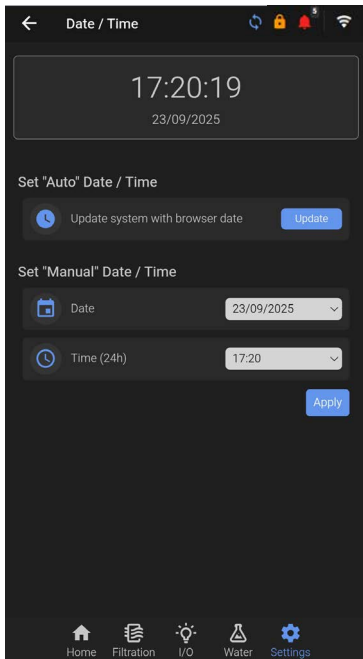 Date / Time
5
17:20:19
23/09/2025
Set "Auto" Date / Time
Update system with browser date
Update
Set "Manual" Date / Time
Date
23/09/2025
Time (24h)
17:20
Apply
Home
Filtration
I/O
Water
Settings